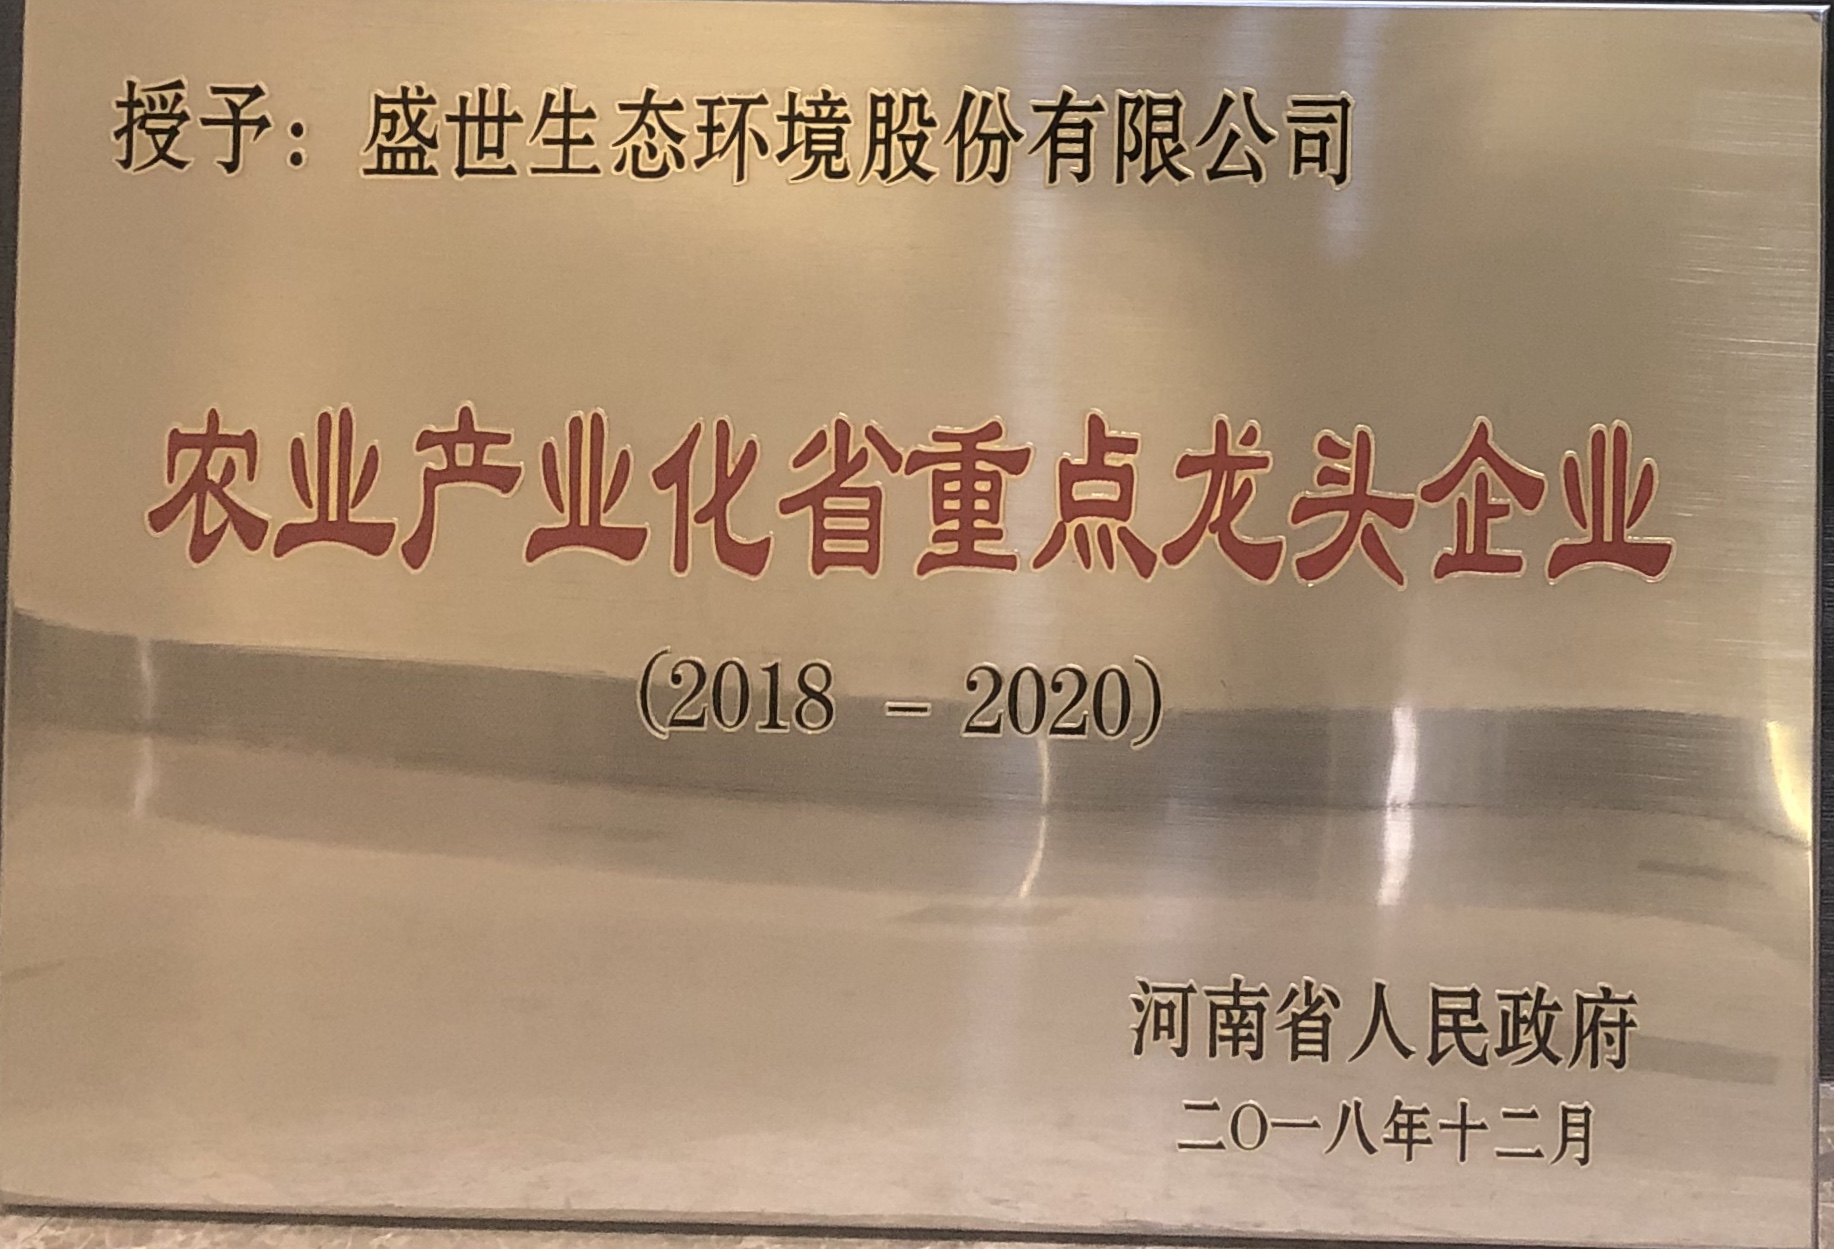 授予：盛世生态环境股份有限公司
农业产业化省重点龙头企业
(2018 – 2020)
河南省人民政府
二〇一八年十二月